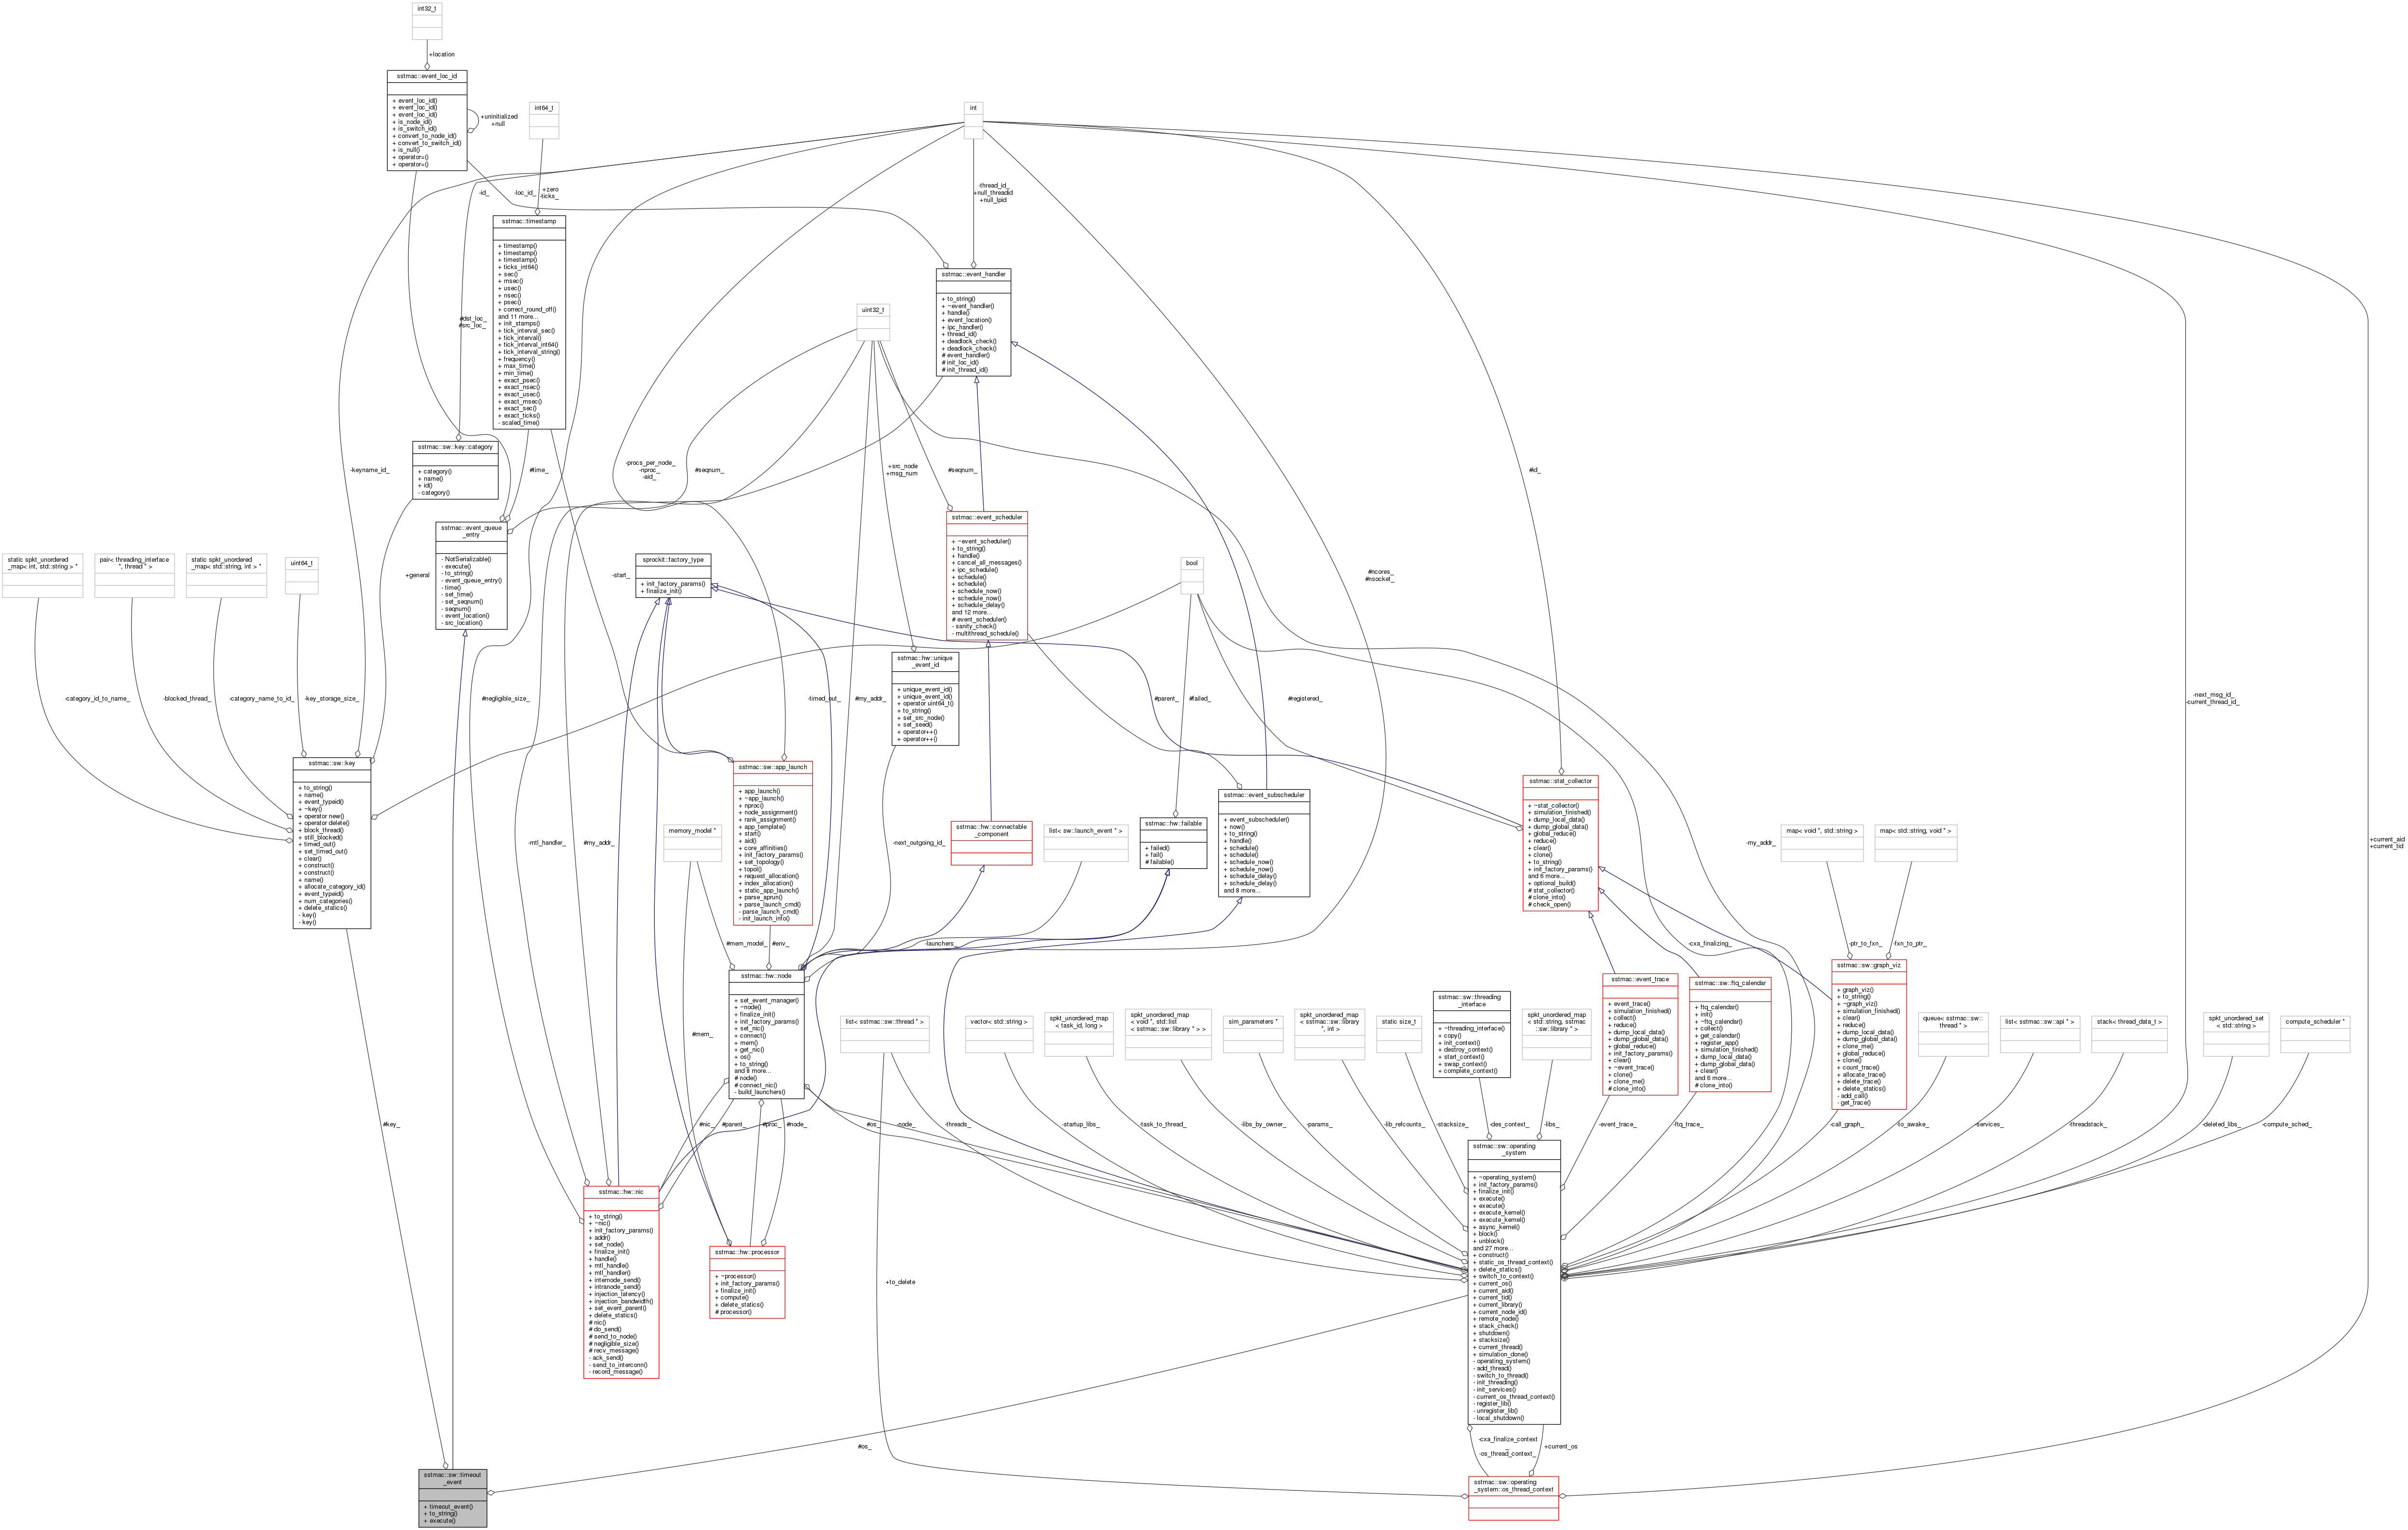 int32_t
+location
sstmac::event_loc_id
+ event_loc_id()
+ event_loc_id()
+ event_loc_id()
+ is_node_id()
+ is_switch_id()
+ convert_to_node_id()
+ convert_to_switch_id()
+ is_null()
+ operator=()
+ operator=()
+uninitialized
+null
int64_t
int
-id_
-loc_id_
+zero
-ticks_
-thread_id_
+null_threadid
+null_lpid
sstmac::timestamp
+ timestamp()
+ timestamp()
+ timestamp()
+ ticks_int64()
+ sec()
+ msec()
+ usec()
+ nsec()
+ psec()
+ correct_round_off()
and 11 more...
+ init_stamps()
+ tick_interval_sec()
+ tick_interval()
+ tick_interval_int64()
+ tick_interval_string()
+ frequency()
+ max_time()
+ min_time()
+ exact_psec()
+ exact_nsec()
+ exact_usec()
+ exact_msec()
+ exact_sec()
+ exact_ticks()
- scaled_time()
sstmac::event_handler
+ to_string()
+ ~event_handler()
+ handle()
+ event_location()
+ ipc_handler()
+ thread_id()
+ deadlock_check()
+ deadlock_check()
# event_handler()
# init_loc_id()
# init_thread_id()
#dst_loc_
#src_loc_
uint32_t
sstmac::sw::key::category
+ category()
+ name()
+ id()
- category()
-keyname_id_
#time_
-procs_per_node_
-nproc_
-aid_
#seqnum_
+src_node
+msg_num
#seqnum_
#id_
sstmac::event_queue
_entry
- NotSerializable()
- execute()
- to_string()
- event_queue_entry()
- time()
- set_time()
- set_seqnum()
- seqnum()
- event_location()
- src_location()
sstmac::event_scheduler
+ ~event_scheduler()
+ to_string()
+ handle()
+ cancel_all_messages()
+ ipc_schedule()
+ schedule()
+ schedule()
+ schedule_now()
+ schedule_now()
+ schedule_delay()
and 12 more...
# event_scheduler()
- sanity_check()
- multithread_schedule()
static spkt_unordered
_map< int, std::string > *
pair< threading_interface
*, thread * >
static spkt_unordered
_map< std::string, int > *
uint64_t
+general
-start_
sprockit::factory_type
+ init_factory_params()
+ finalize_init()
bool
#ncores_
#nsocket_
sstmac::hw::unique
_event_id
+ unique_event_id()
+ unique_event_id()
+ operator uint64_t()
+ to_string()
+ set_src_node()
+ set_seed()
+ operator++()
+ operator++()
-category_id_to_name_
-blocked_thread_
-category_name_to_id_
-key_storage_size_
#negligible_size_
-timed_out_
#my_addr_
#parent_
#failed_
#registered_
-next_msg_id_
-current_thread_id_
sstmac::sw::key
+ to_string()
+ name()
+ event_typeid()
+ ~key()
+ operator new()
+ operator delete()
+ block_thread()
+ still_blocked()
+ timed_out()
+ set_timed_out()
+ clear()
+ construct()
+ construct()
+ name()
+ allocate_category_id()
+ event_typeid()
+ num_categories()
+ delete_statics()
- key()
- key()
sstmac::sw::app_launch
+ app_launch()
+ ~app_launch()
+ nproc()
+ node_assignment()
+ rank_assignment()
+ app_template()
+ start()
+ aid()
+ core_affinities()
+ init_factory_params()
+ set_topology()
+ topol()
+ request_allocation()
+ index_allocation()
+ static_app_launch()
+ parse_aprun()
+ parse_launch_cmd()
- parse_launch_cmd()
- init_launch_info()
sstmac::event_subscheduler
+ event_subscheduler()
+ now()
+ to_string()
+ handle()
+ schedule()
+ schedule()
+ schedule_now()
+ schedule_now()
+ schedule_delay()
+ schedule_delay()
and 8 more...
sstmac::stat_collector
+ ~stat_collector()
+ simulation_finished()
+ dump_local_data()
+ dump_global_data()
+ global_reduce()
+ reduce()
+ clear()
+ clone()
+ to_string()
+ init_factory_params()
and 6 more...
+ optional_build()
# stat_collector()
# clone_into()
# check_open()
-mtl_handler_
#my_addr_
memory_model *
-next_outgoing_id_
sstmac::hw::connectable
_component
list< sw::launch_event * >
sstmac::hw::failable
+ failed()
+ fail()
# failable()
-my_addr_
map< void *, std::string >
map< std::string, void * >
+current_aid
+current_tid
#mem_model_
#env_
-launchers_
-cxa_finalizing_
-ptr_to_fxn_
-fxn_to_ptr_
sstmac::hw::node
+ set_event_manager()
+ ~node()
+ finalize_init()
+ init_factory_params()
+ set_nic()
+ connect()
+ mem()
+ get_nic()
+ os()
+ to_string()
and 8 more...
# node()
# connect_nic()
- build_launchers()
sstmac::event_trace
+ event_trace()
+ simulation_finished()
+ collect()
+ reduce()
+ dump_local_data()
+ dump_global_data()
+ global_reduce()
+ init_factory_params()
+ clear()
+ ~event_trace()
+ clone()
+ clone_me()
# clone_into()
sstmac::sw::ftq_calendar
+ ftq_calendar()
+ init()
+ ~ftq_calendar()
+ collect()
+ get_calendar()
+ register_app()
+ simulation_finished()
+ dump_local_data()
+ dump_global_data()
+ clear()
and 6 more...
# clone_into()
sstmac::sw::graph_viz
+ graph_viz()
+ to_string()
+ ~graph_viz()
+ simulation_finished()
+ clear()
+ reduce()
+ dump_local_data()
+ dump_global_data()
+ clone_me()
+ global_reduce()
+ clone()
+ count_trace()
+ allocate_trace()
+ delete_trace()
+ delete_statics()
- add_call()
- get_trace()
#mem_
list< sstmac::sw::thread * >
vector< std::string >
spkt_unordered_map
< task_id, long >
spkt_unordered_map
< void *, std::list
< sstmac::sw::library * > >
sim_parameters *
spkt_unordered_map
< sstmac::sw::library
*, int >
static size_t
sstmac::sw::threading
_interface
+ ~threading_interface()
+ copy()
+ init_context()
+ destroy_context()
+ start_context()
+ swap_context()
+ complete_context()
spkt_unordered_map
< std::string, sstmac
::sw::library * >
queue< sstmac::sw::
thread * >
list< sstmac::sw::api * >
stack< thread_data_t >
spkt_unordered_set
< std::string >
compute_scheduler *
#key_
#nic_
#parent_
#proc_
#node_
#os_
-node_
-threads_
-startup_libs_
-task_to_thread_
-libs_by_owner_
-params_
-lib_refcounts_
-stacksize_
-des_context_
-libs_
-event_trace_
-ftq_trace_
-call_graph_
-to_awake_
-services_
-threadstack_
-deleted_libs_
-compute_sched_
sstmac::hw::nic
+ to_string()
+ ~nic()
+ init_factory_params()
+ addr()
+ set_node()
+ finalize_init()
+ handle()
+ mtl_handle()
+ mtl_handler()
+ internode_send()
+ intranode_send()
+ injection_latency()
+ injection_bandwidth()
+ set_event_parent()
+ delete_statics()
# nic()
# do_send()
# send_to_node()
# negligible_size()
# recv_message()
- ack_send()
- send_to_interconn()
- record_message()
sstmac::hw::processor
+ ~processor()
+ init_factory_params()
+ finalize_init()
+ compute()
+ delete_statics()
# processor()
+to_delete
sstmac::sw::operating
_system
+ ~operating_system()
+ init_factory_params()
+ finalize_init()
+ execute()
+ execute()
+ execute_kernel()
+ execute_kernel()
+ async_kernel()
+ block()
+ unblock()
and 27 more...
+ construct()
+ static_os_thread_context()
+ delete_statics()
+ switch_to_context()
+ current_os()
+ current_aid()
+ current_tid()
+ current_library()
+ current_node_id()
+ remote_node()
+ stack_check()
+ shutdown()
+ stacksize()
+ current_thread()
+ simulation_done()
- operating_system()
- add_thread()
- switch_to_thread()
- init_threading()
- init_services()
- current_os_thread_context()
- register_lib()
- unregister_lib()
- local_shutdown()
#os_
-cxa_finalize_context
_
-os_thread_context_
+current_os
sstmac::sw::timeout
_event
+ timeout_event()
+ to_string()
+ execute()
sstmac::sw::operating
_system::os_thread_context